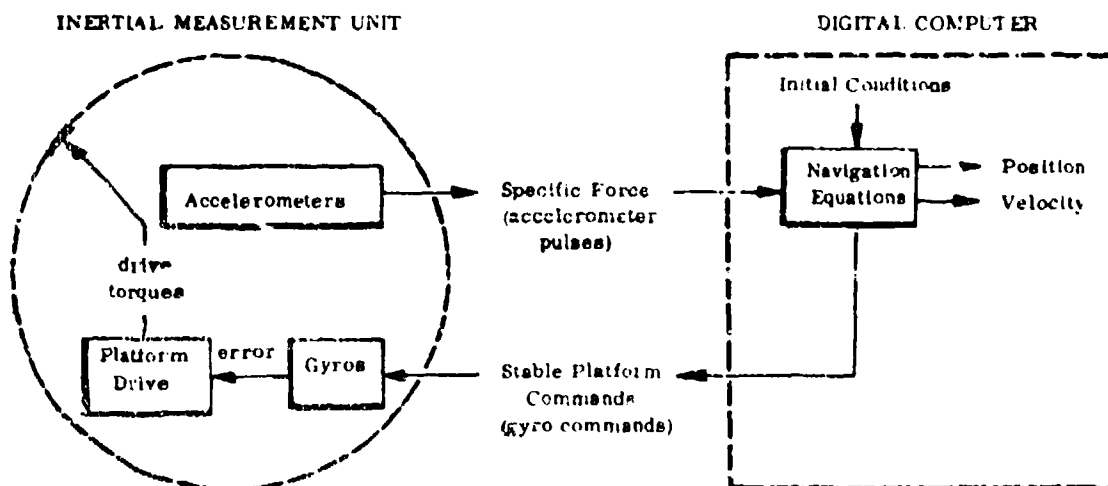 INERTIAL MEASUREMENT UNIT
DIGITAL COMPUTER
Initial Conditions
Accelerometers
Specific Force
(accelerometer
pulses)
Navigation
Equations
Position
Velocity
drive
torques
Platform
Drive
error
Gyros
Stable Platform
Commands
(gyro commands)